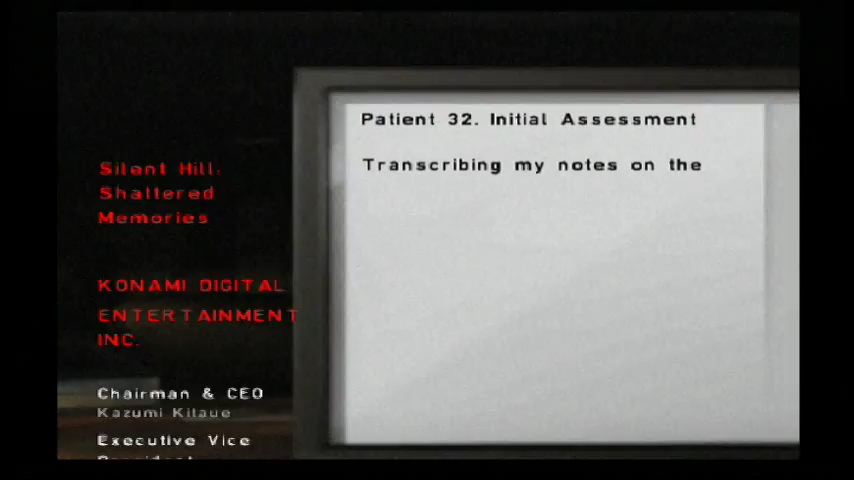 Patient 32. Initial Assessment
Transcribing my notes on the
Silent Hill:
Shattered
Memories
KONAMI DIGITAL
ENTERTAINMENT
INC.
Chairman & CEO
Kazumi Kitaue
Executive Vice
President